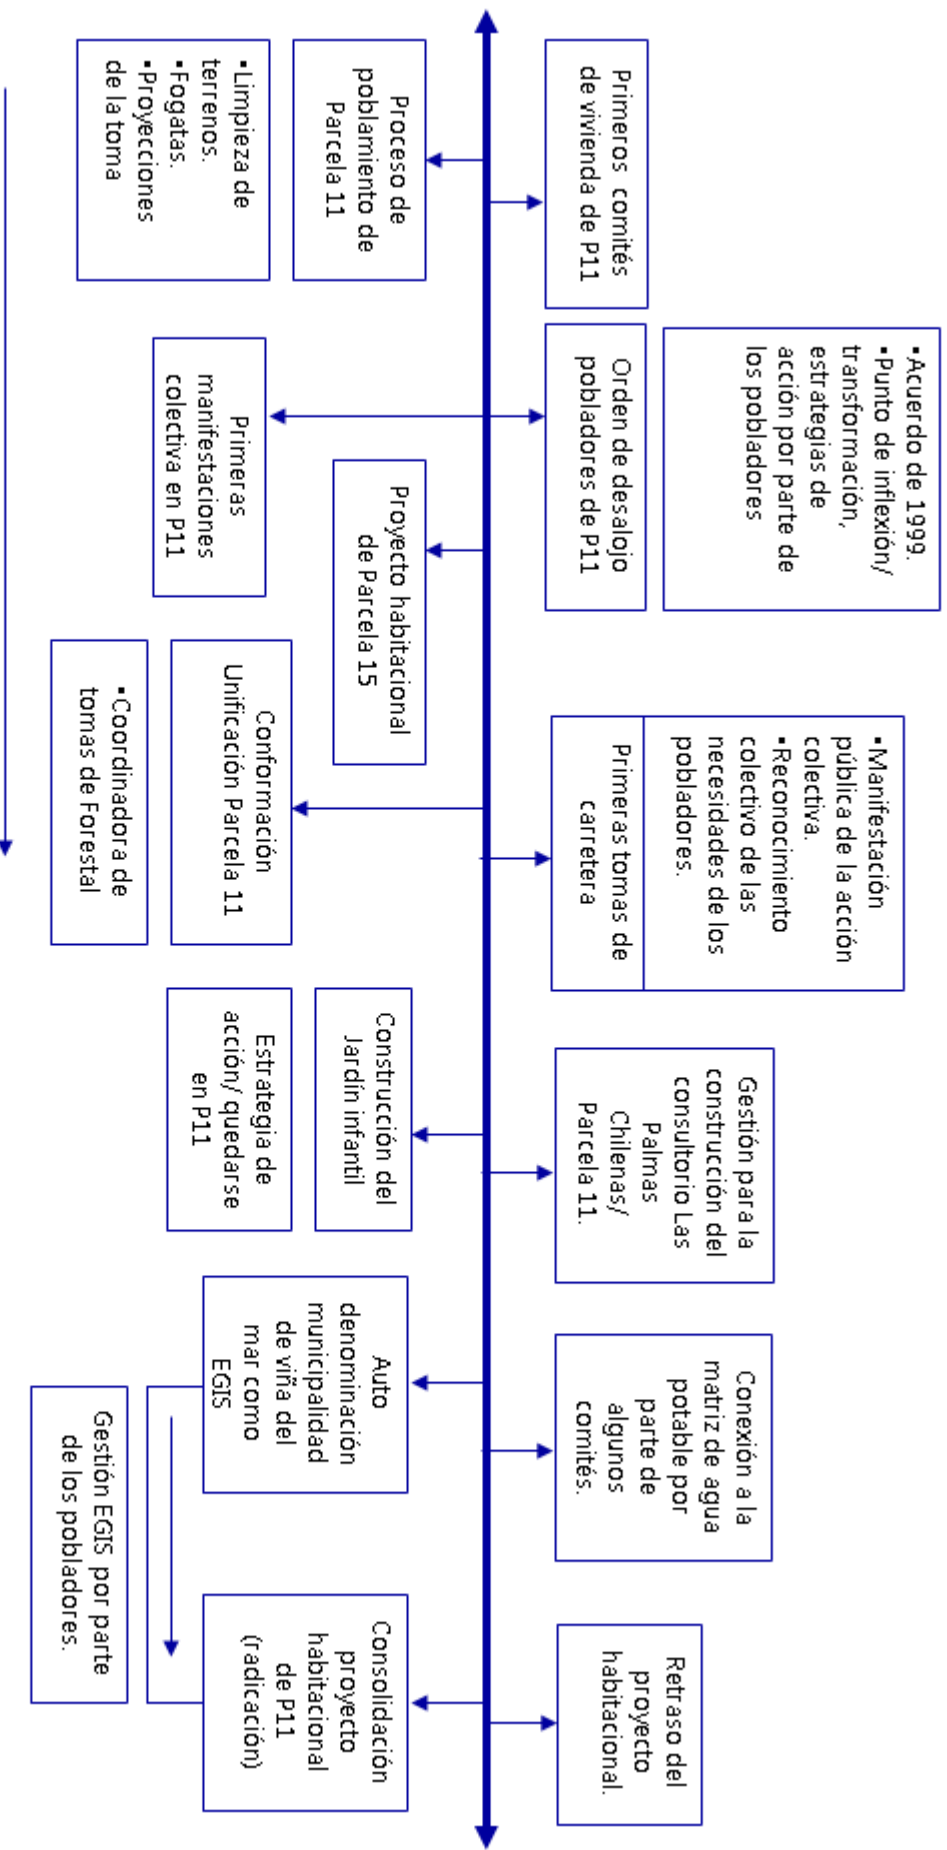 Primeros comités
de vivienda de P11
▪Acuerdo de 1999.
▪Punto de inflexión/
transformación,
estrategias de
acción por parte de
los pobladores
Orden de desalojo
pobladores de P11
▪Manifestación
pública de la acción
colectiva.
▪Reconocimiento
colectivo de las
necesidades de los
pobladores.
Primeras tomas de
carretera
Gestión para la
construcción del
consultorio Las
Palmas
Chilenas/
Parcela 11.
Conexión a la
matriz de agua
potable por
parte de
algunos
comités.
Retraso del
proyecto
habitacional.
Proceso de
poblamiento de
Parcela 11
▪Limpieza de
terrenos.
▪Fogatas.
▪Proyecciones
de la toma
Primeras
manifestaciones
colectiva en P11
Proyecto habitacional
de Parcela 15
Conformación
Unificación Parcela 11
▪Coordinadora de
tomas de Forestal
Construcción del
Jardín infantil
Estrategia de
acción/ quedarse
en P11
Auto
denominación
municipalidad
de viña del
mar como
EGIS
Consolidación
proyecto
habitacional
de P11
(radicación)
Gestión EGIS por parte
de los pobladores.